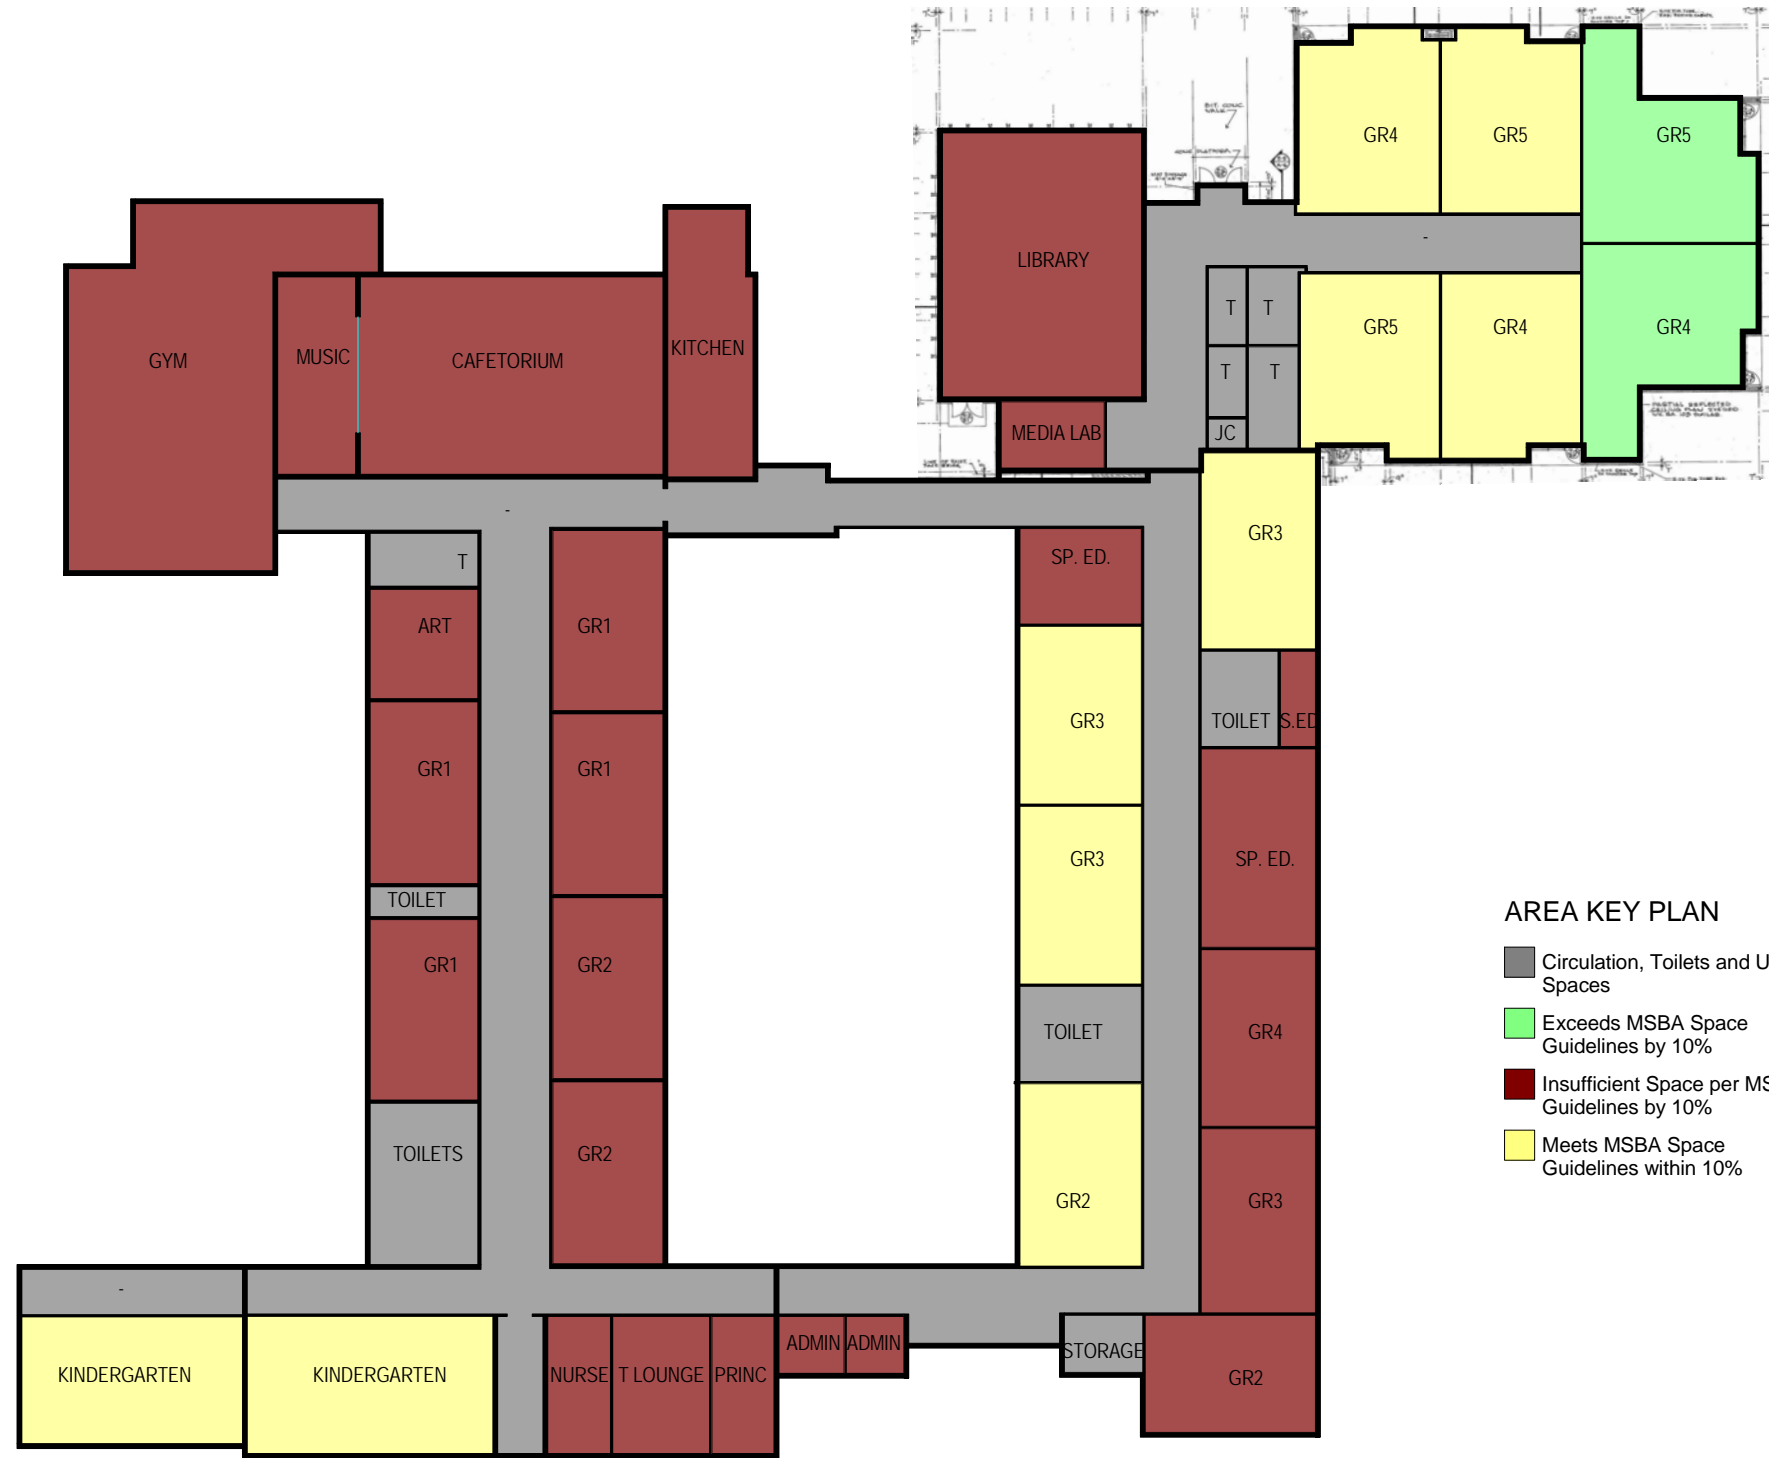 GR4
GR5
GR5
LIBRARY
-
T
T
GR5
GR4
GR4
T
T
JC
MEDIA LAB
GYM
MUSIC
CAFETORIUM
KITCHEN
-
T
ART
GR1
GR1
GR1
TOILET
GR1
GR2
TOILETS
GR2
SP. ED.
GR3
GR3
TOILET
S.ED
GR3
SP. ED.
TOILET
GR4
GR2
GR3
-
KINDERGARTEN
KINDERGARTEN
NURSE
T LOUNGE
PRINC
ADMIN
ADMIN
STORAGE
GR2
AREA KEY PLAN
Circulation, Toilets and U
Spaces
Exceeds MSBA Space
Guidelines by 10%
Insufficient Space per MS
Guidelines by 10%
Meets MSBA Space
Guidelines within 10%